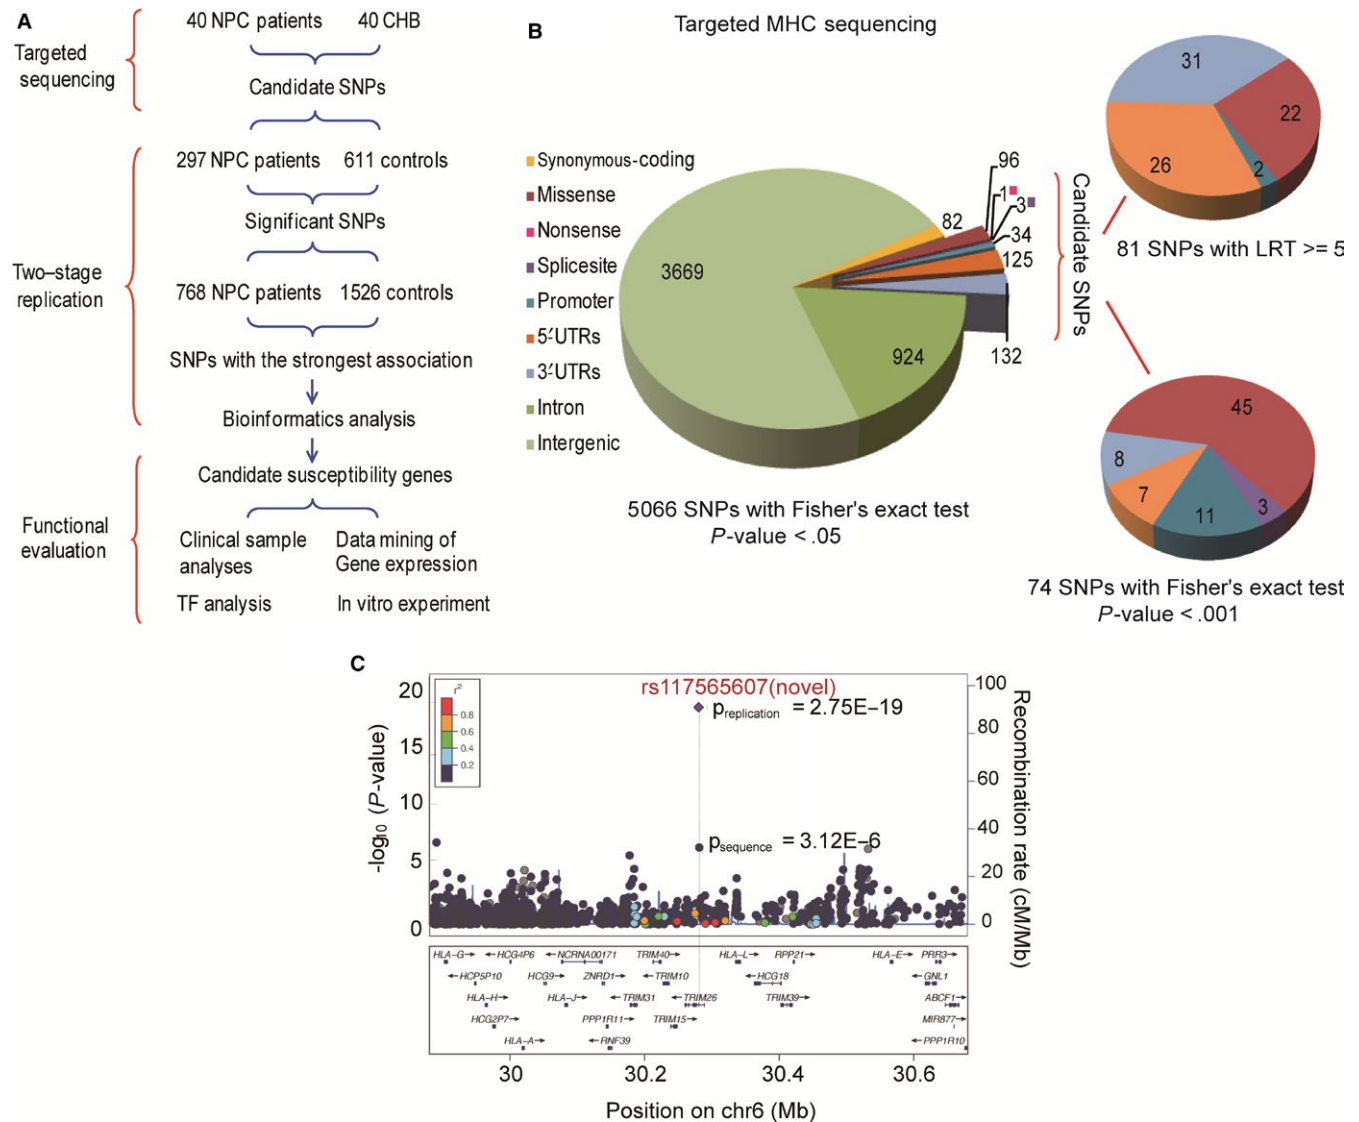 A
40 NPC patients 40 CHB
Targeted
sequencing
Candidate SNPs
297 NPC patients 611 controls
Significant SNPs
Two–stage
replication
768 NPC patients 1526 controls
SNPs with the strongest association
Bioinformatics analysis
Candidate susceptibility genes
Functional
evaluation
Clinical sample
analyses
Data mining of
Gene expression
TF analysis
In vitro experiment
B
Targeted MHC sequencing
Synonymous-coding
Missense
Nonsense
Splicesite
Promoter
5′-UTRs
3′-UTRs
Intron
Intergenic
3669
82
96
1
3
34
125
132
924
5066 SNPs with Fisher's exact test
P-value < .05
Candidate SNPs
31
22
26
2
81 SNPs with LRT >= 5
45
8
7
11
3
74 SNPs with Fisher's exact test
P-value < .001
C
rs117565607(novel)
p replication = 2.75E−19
p sequence = 3.12E−6
r²
0.8
0.6
0.4
0.2
-log10 (P-value)
20
15
10
5
0
Recombination rate (cM/Mb)
100
80
60
40
20
0
HLA-G→ ←HCG4P6 ←NCRNA00171 TRIM40→ HLA-L→ RPP21→ HLA-E→ PRR3→
←HCP5P10 HCG9→ ZNRD1→ ←TRIM10 ←HCG18 ←GNL1
HLA-H→ HLA-J→ ←TRIM31 ←TRIM26 TRIM39→ ABCF1→
HCG2P7→ PPP1R11→ ←TRIM15 MIR877→
HLA-A→ ←RNF39 ←PPP1R10
30
30.2
30.4
30.6
Position on chr6 (Mb)